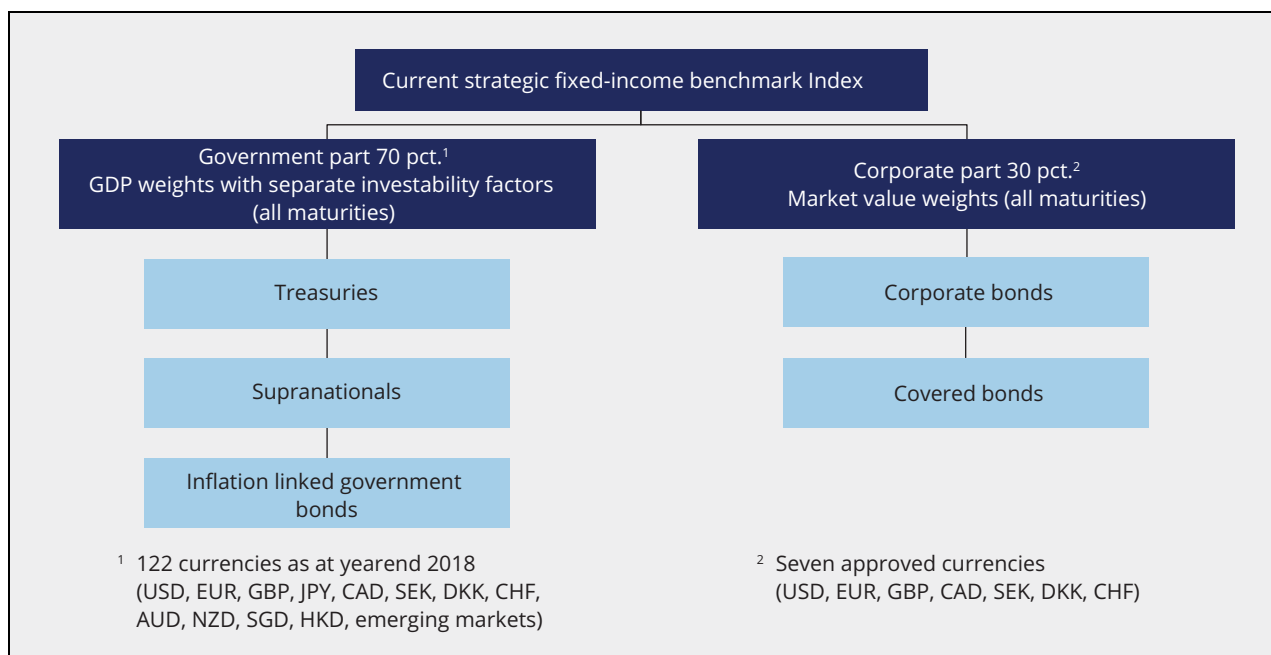 Current strategic fixed-income benchmark Index
Government part 70 pct.¹
GDP weights with separate investability factors
(all maturities)
Corporate part 30 pct.²
Market value weights (all maturities)
Treasuries
Corporate bonds
Supranationals
Covered bonds
Inflation linked government
bonds
¹ 122 currencies as at yearend 2018
(USD, EUR, GBP, JPY, CAD, SEK, DKK, CHF,
AUD, NZD, SGD, HKD, emerging markets)
² Seven approved currencies
(USD, EUR, GBP, CAD, SEK, DKK, CHF)